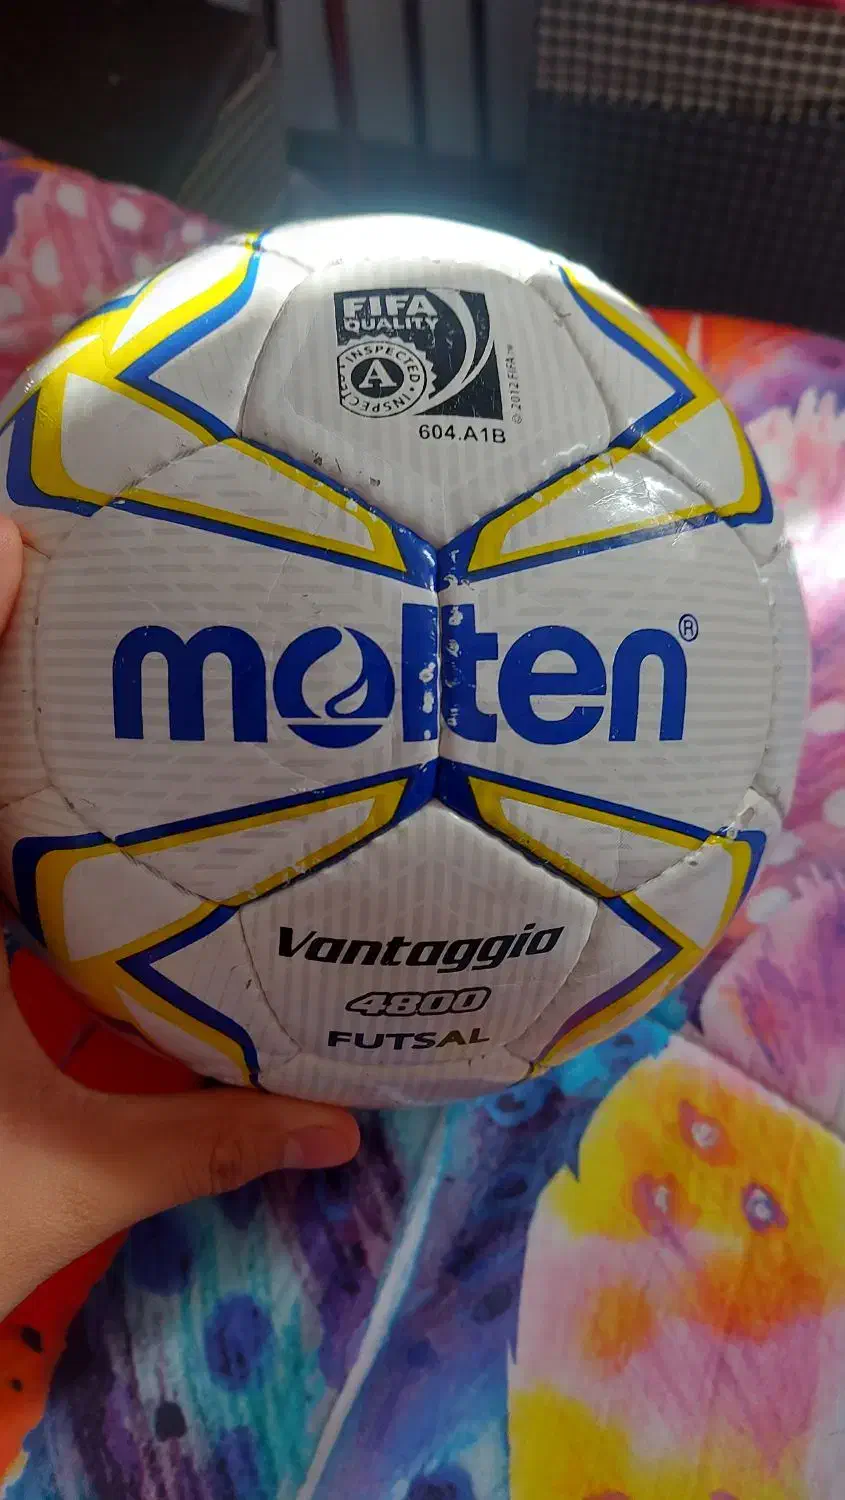 FIFA
QUALITY
INSPECTED • INSPECTED •
A
© 2012 FIFA™
604.A1B
molten®
Vantaggio
4800
FUTSAL